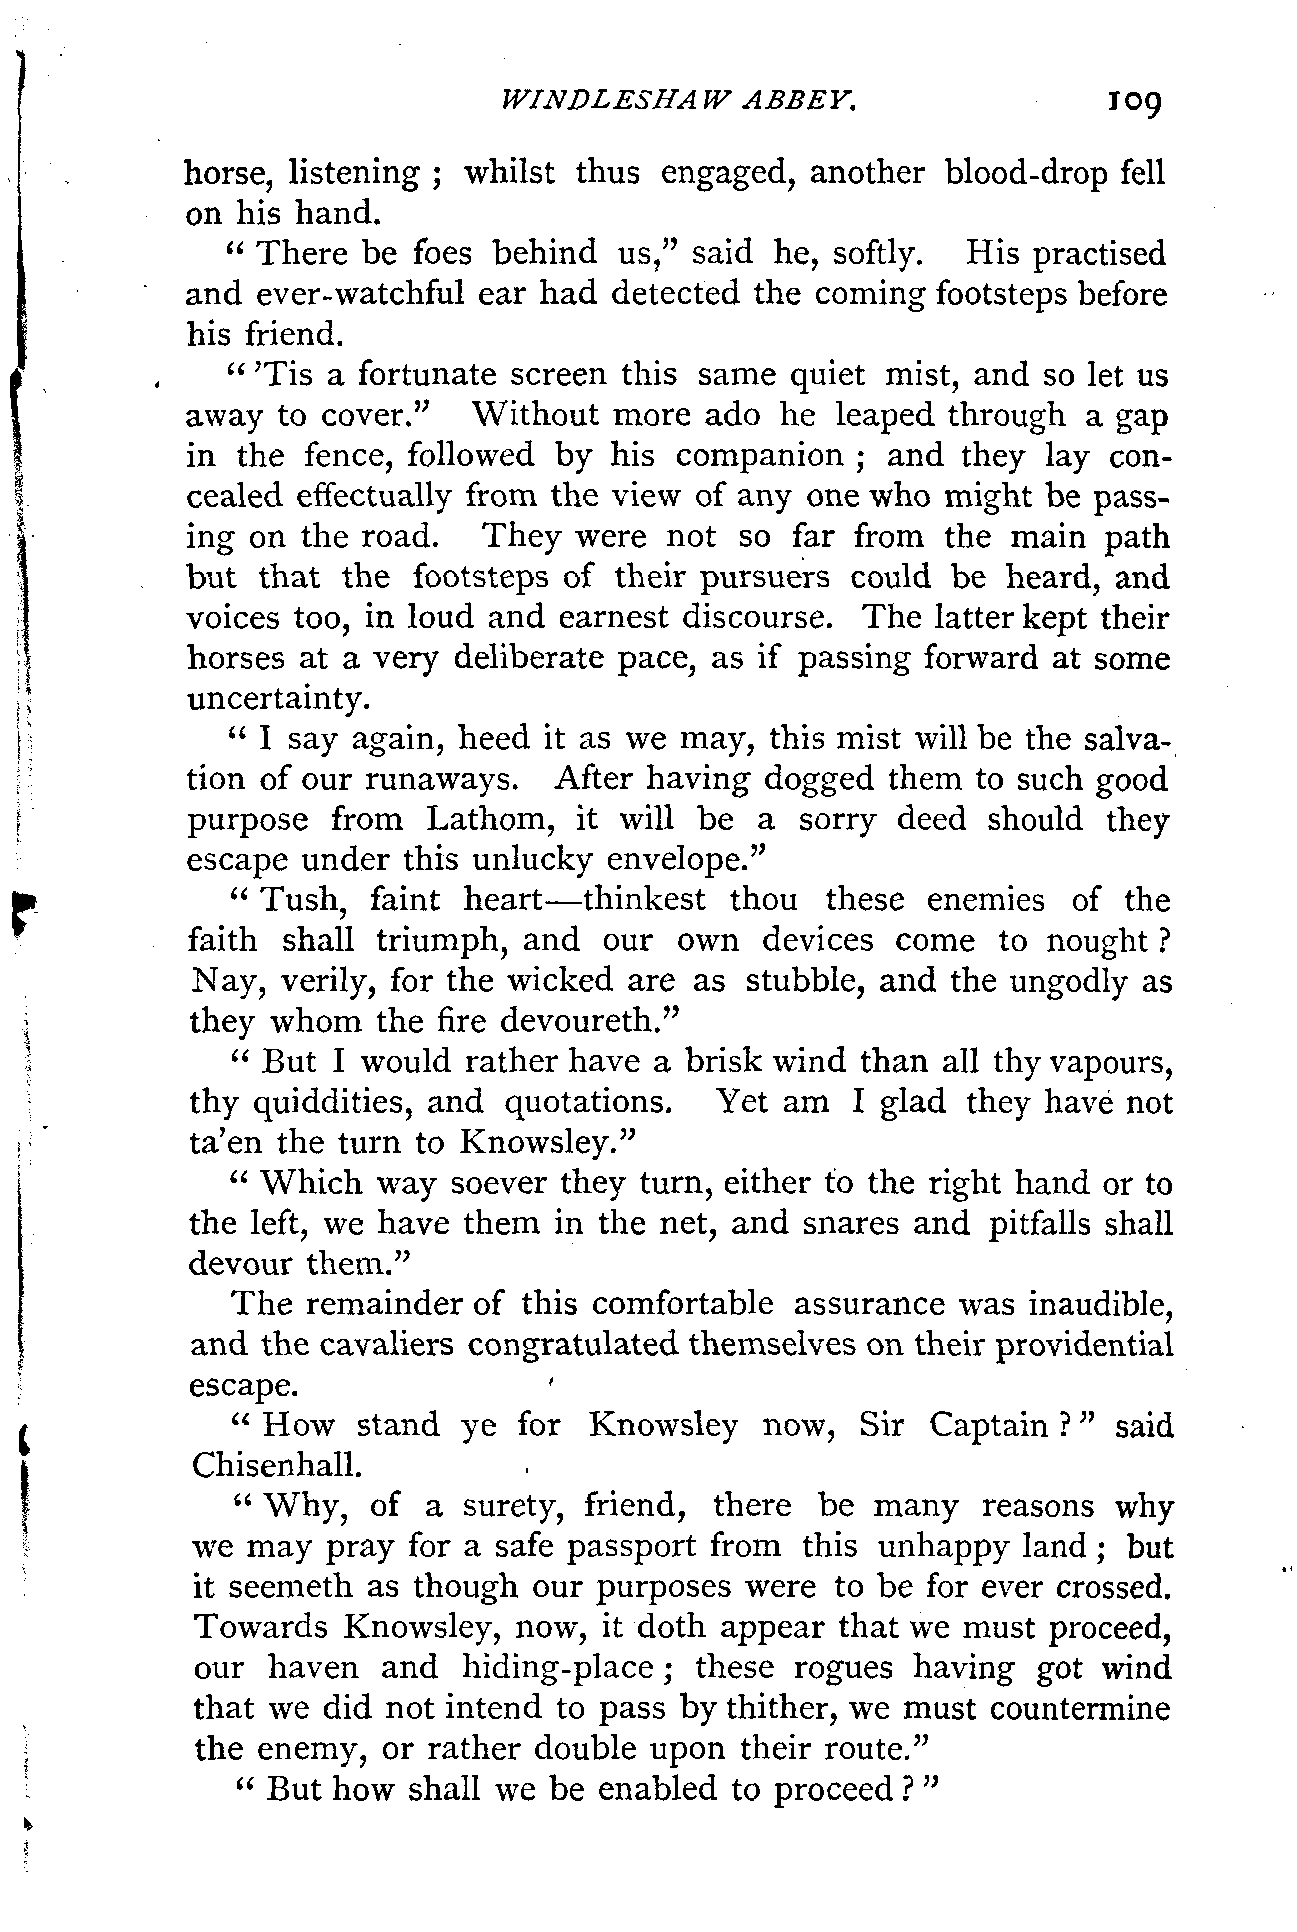 WINDLESHAW ABBEY. 109
horse, listening ; whilst thus engaged, another blood-drop fell
on his hand.
“ There be foes behind us,” said he, softly. His practised
and ever-watchful ear had detected the coming footsteps before
his friend.
“ ’Tis a fortunate screen this same quiet mist, and so let us
away to cover.” Without more ado he leaped through a gap
in the fence, followed by his companion ; and they lay con-
cealed effectually from the view of any one who might be pass-
ing on the road. They were not so far from the main path
but that the footsteps of their pursuers could be heard, and
voices too, in loud and earnest discourse. The latter kept their
horses at a very deliberate pace, as if passing forward at some
uncertainty.
“ I say again, heed it as we may, this mist will be the salva-
tion of our runaways. After having dogged them to such good
purpose from Lathom, it will be a sorry deed should they
escape under this unlucky envelope.”
“ Tush, faint heart—thinkest thou these enemies of the
faith shall triumph, and our own devices come to nought ?
Nay, verily, for the wicked are as stubble, and the ungodly as
they whom the fire devoureth.”
“ But I would rather have a brisk wind than all thy vapours,
thy quiddities, and quotations. Yet am I glad they have not
ta’en the turn to Knowsley.”
“ Which way soever they turn, either to the right hand or to
the left, we have them in the net, and snares and pitfalls shall
devour them.”
The remainder of this comfortable assurance was inaudible,
and the cavaliers congratulated themselves on their providential
escape.
“ How stand ye for Knowsley now, Sir Captain ? ” said
Chisenhall.
“ Why, of a surety, friend, there be many reasons why
we may pray for a safe passport from this unhappy land ; but
it seemeth as though our purposes were to be for ever crossed.
Towards Knowsley, now, it doth appear that we must proceed,
our haven and hiding-place ; these rogues having got wind
that we did not intend to pass by thither, we must countermine
the enemy, or rather double upon their route.”
“ But how shall we be enabled to proceed ? ”